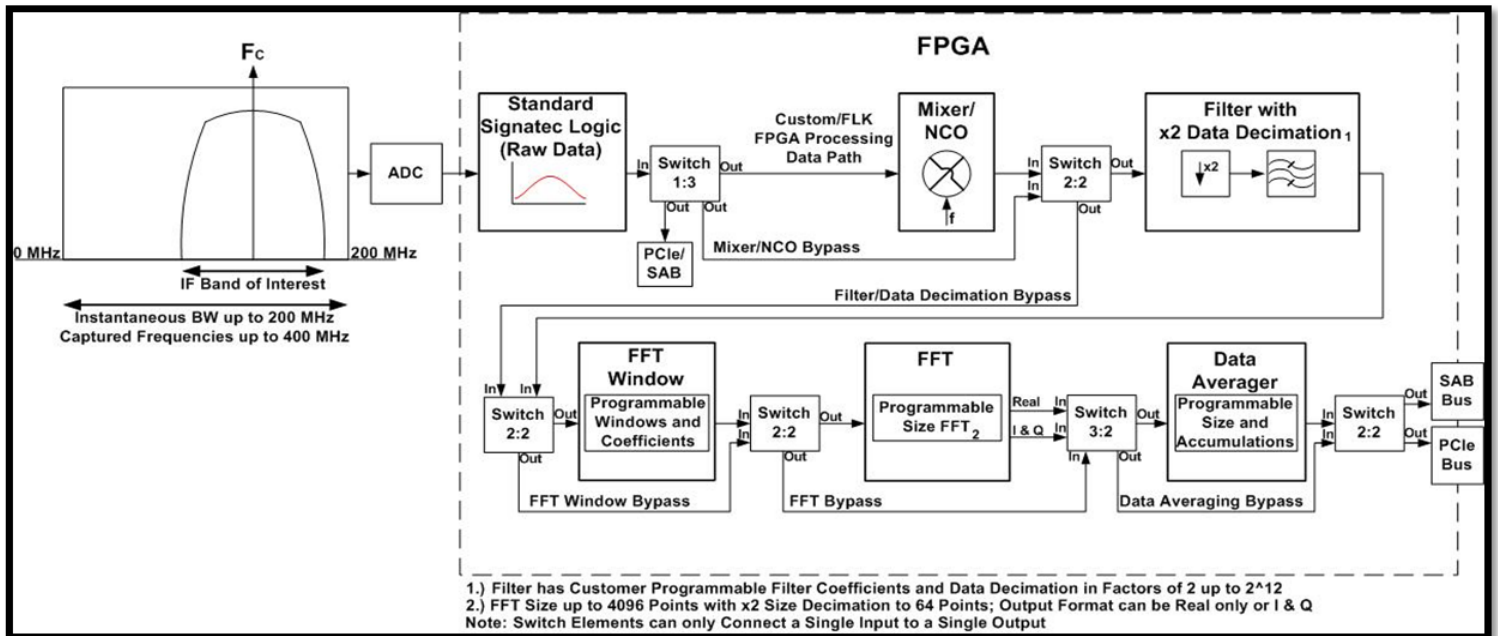 FPGA
Fc
Standard
Signatec Logic
(Raw Data)
Custom/FLK
FPGA Processing
Data Path
Mixer/
NCO
f
Filter with
x2 Data Decimation1
x2
ADC
In
Switch
1:3
Out
Out
Out
In
In
Switch
2:2
Out
Out
PCIe/
SAB
Mixer/NCO Bypass
0 MHz
200 MHz
IF Band of Interest
Instantaneous BW up to 200 MHz
Captured Frequencies up to 400 MHz
Filter/Data Decimation Bypass
In
In
Switch
2:2
Out
Out
FFT
Window
Programmable
Windows and
Coefficients
In
In
Switch
2:2
Out
Out
FFT
Programmable
Size FFT2
Real
I & Q
In
In
In
Switch
3:2
Out
Out
Data
Averager
Programmable
Size and
Accumulations
In
In
Switch
2:2
Out
Out
SAB
Bus
PCIe
Bus
FFT Window Bypass
FFT Bypass
Data Averaging Bypass
1.) Filter has Customer Programmable Filter Coefficients and Data Decimation in Factors of 2 up to 2^12
2.) FFT Size up to 4096 Points with x2 Size Decimation to 64 Points; Output Format can be Real only or I & Q
Note: Switch Elements can only Connect a Single Input to a Single Output